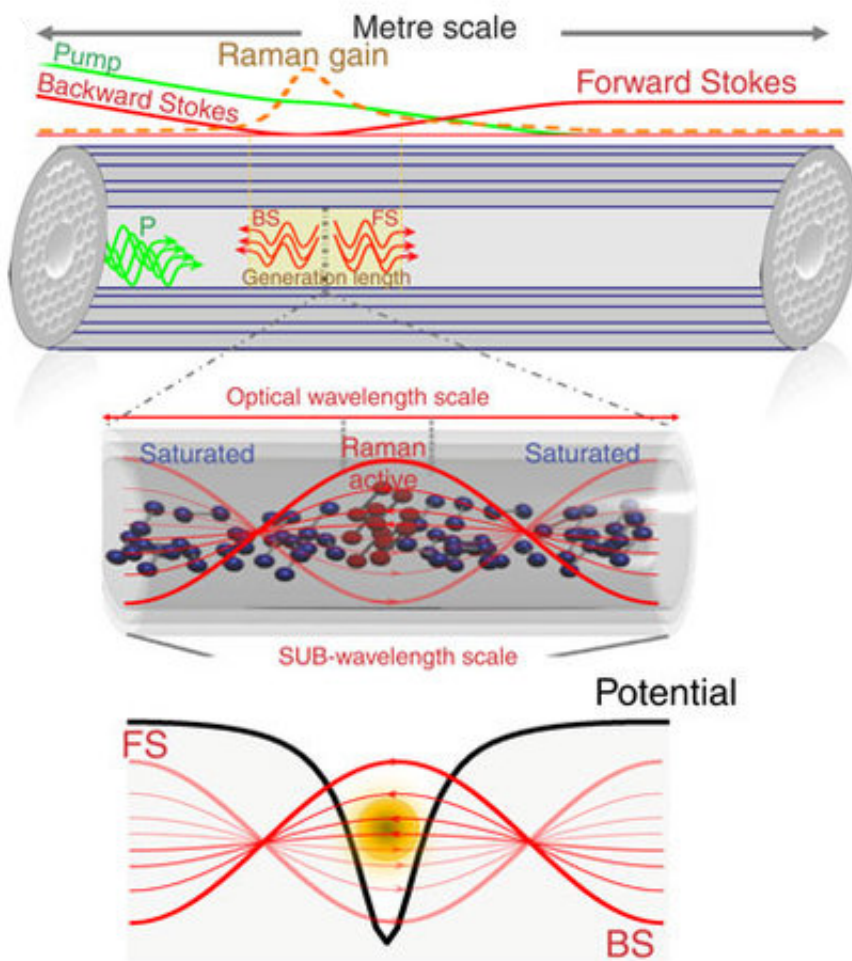 Metre scale
Pump
Raman gain
Backward Stokes
Forward Stokes
P
BS
FS
Generation length
Optical wavelength scale
Saturated
Raman
active
Saturated
SUB-wavelength scale
Potential
FS
BS